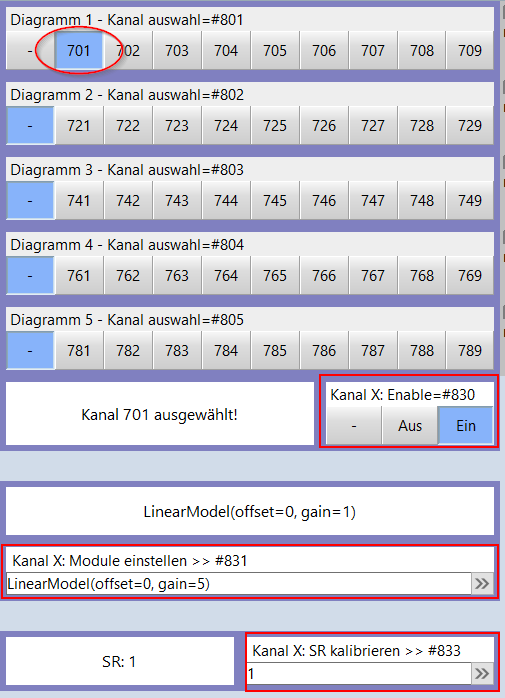 Diagramm 1 - Kanal auswahl=#801
- 701 702 703 704 705 706 707 708 709
Diagramm 2 - Kanal auswahl=#802
- 721 722 723 724 725 726 727 728 729
Diagramm 3 - Kanal auswahl=#803
- 741 742 743 744 745 746 747 748 749
Diagramm 4 - Kanal auswahl=#804
- 761 762 763 764 765 766 767 768 769
Diagramm 5 - Kanal auswahl=#805
- 781 782 783 784 785 786 787 788 789
Kanal 701 ausgewählt!
Kanal X: Enable=#830
- Aus Ein
LinearModel(offset=0, gain=1)
Kanal X: Module einstellen >> #831
LinearModel(offset=0, gain=5) >>
SR: 1
Kanal X: SR kalibrieren >> #833
1 >>